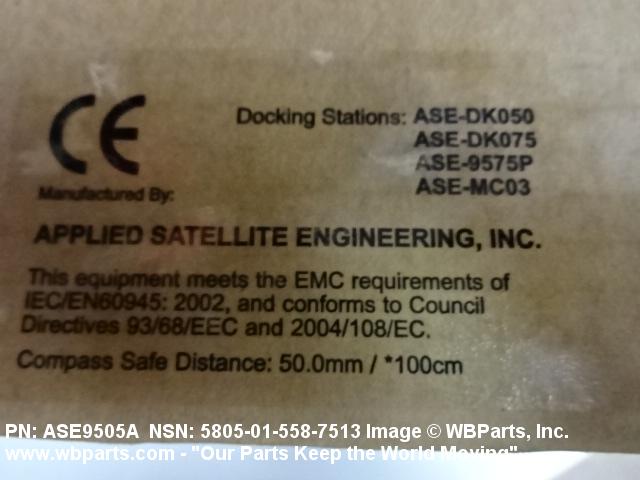 CE
Docking Stations: ASE-DK050
ASE-DK075
ASE-9575P
ASE-MC03
Manufactured By:
APPLIED SATELLITE ENGINEERING, INC.
This equipment meets the EMC requirements of
IEC/EN60945: 2002, and conforms to Council
Directives 93/68/EEC and 2004/108/EC.
Compass Safe Distance: 50.0mm / *100cm
PN: ASE9505A NSN: 5805-01-558-7513 Image © WBParts, Inc.
www.wbparts.com - "Our Parts Keep the World Moving"